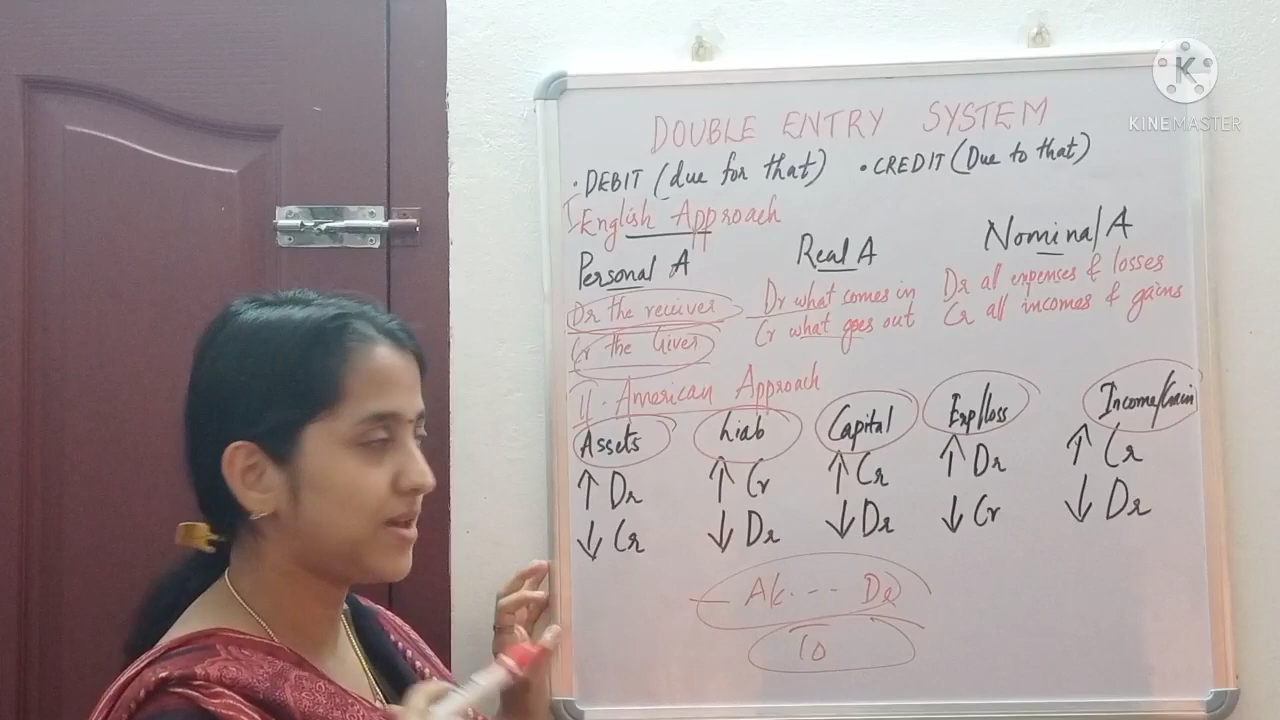 K
KINEMASTER
DOUBLE ENTRY SYSTEM
• DEBIT (due for that) • CREDIT (Due to that)
I English Approach
Personal A Real A Nominal A
Dr the reciever Dr what comes in Dr all expenses & losses
Cr the Giver Cr what goes out Cr all incomes & gains
II. American Approach
Assets Liab Capital Exp/loss Income/Gain
↑ Dr ↑ Cr ↑ Cr ↑ Dr ↑ Cr
↓ Cr ↓ Dr ↓ Dr ↓ Cr ↓ Dr
To